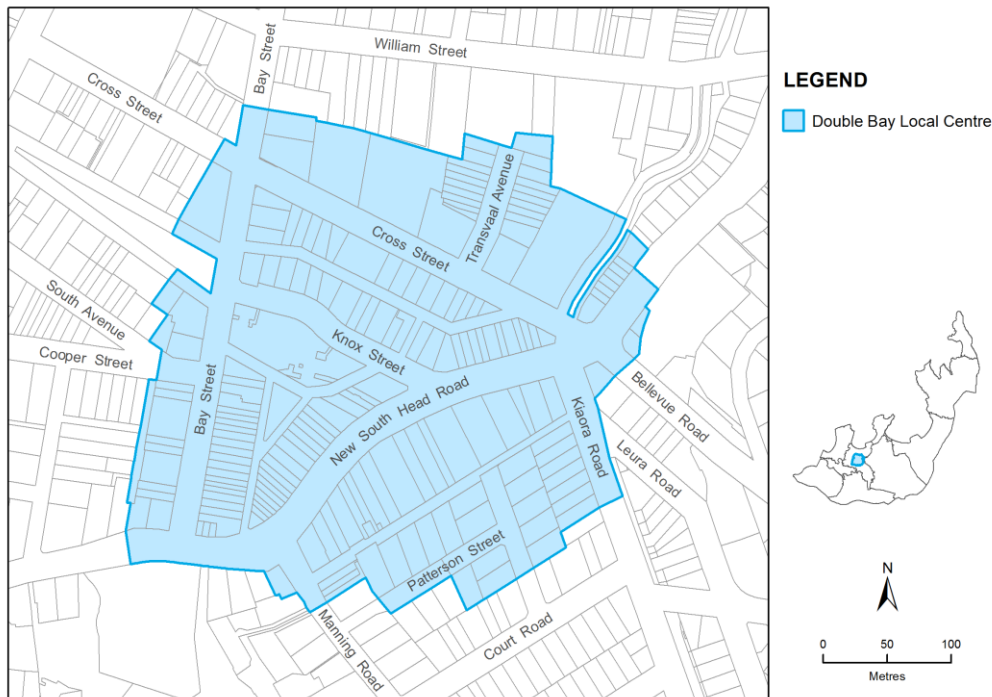 William Street
Bay Street
Cross Street
LEGEND
Double Bay Local Centre
Transvaal Avenue
Cross Street
South Avenue
Knox Street
Cooper Street
Bay Street
New South Head Road
Bellevue Road
Kiaora Road
Leura Road
Patterson Street
Manning Road
Court Road
N
0 50 100
Metres